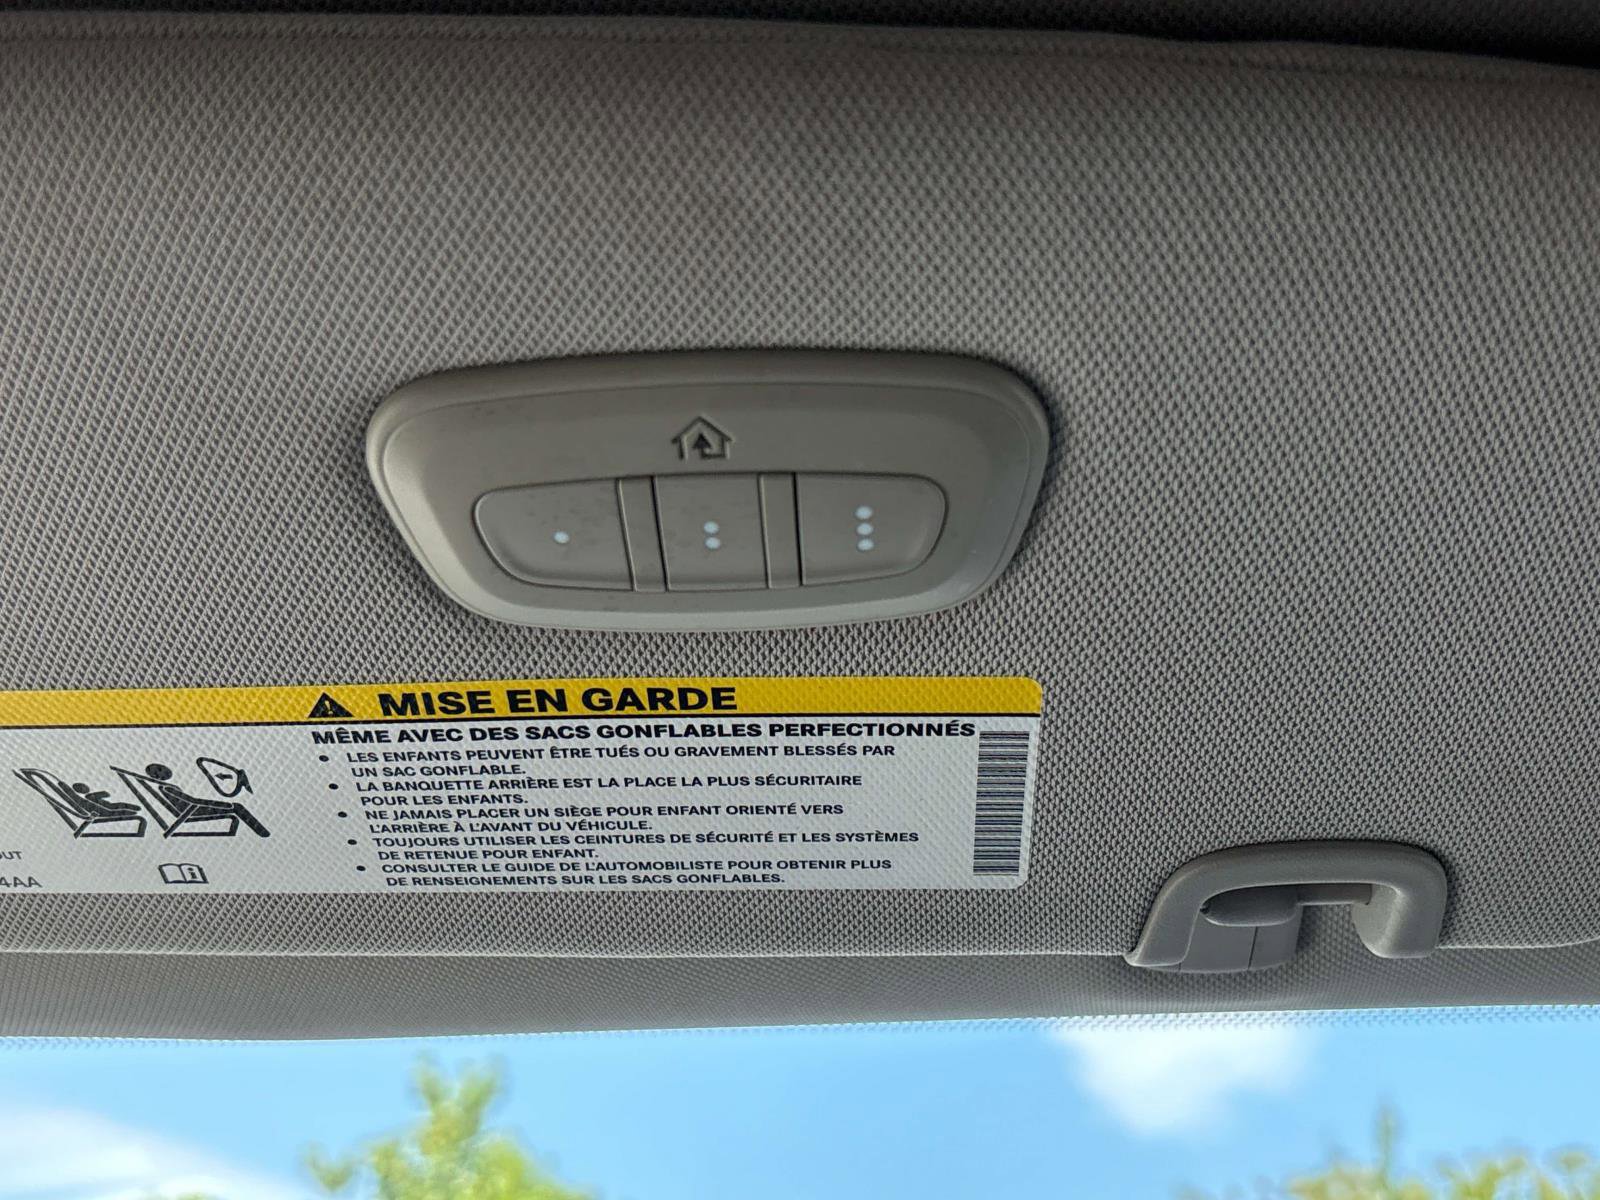 MISE EN GARDE
MÊME AVEC DES SACS GONFLABLES PERFECTIONNÉS
• LES ENFANTS PEUVENT ÊTRE TUÉS OU GRAVEMENT BLESSÉS PAR
UN SAC GONFLABLE.
• LA BANQUETTE ARRIÈRE EST LA PLACE LA PLUS SÉCURITAIRE
POUR LES ENFANTS.
• NE JAMAIS PLACER UN SIÈGE POUR ENFANT ORIENTÉ VERS
L'ARRIÈRE À L'AVANT DU VÉHICULE.
• TOUJOURS UTILISER LES CEINTURES DE SÉCURITÉ ET LES SYSTÈMES
DE RETENUE POUR ENFANT.
• CONSULTER LE GUIDE DE L'AUTOMOBILISTE POUR OBTENIR PLUS
DE RENSEIGNEMENTS SUR LES SACS GONFLABLES.
OUT
4AA